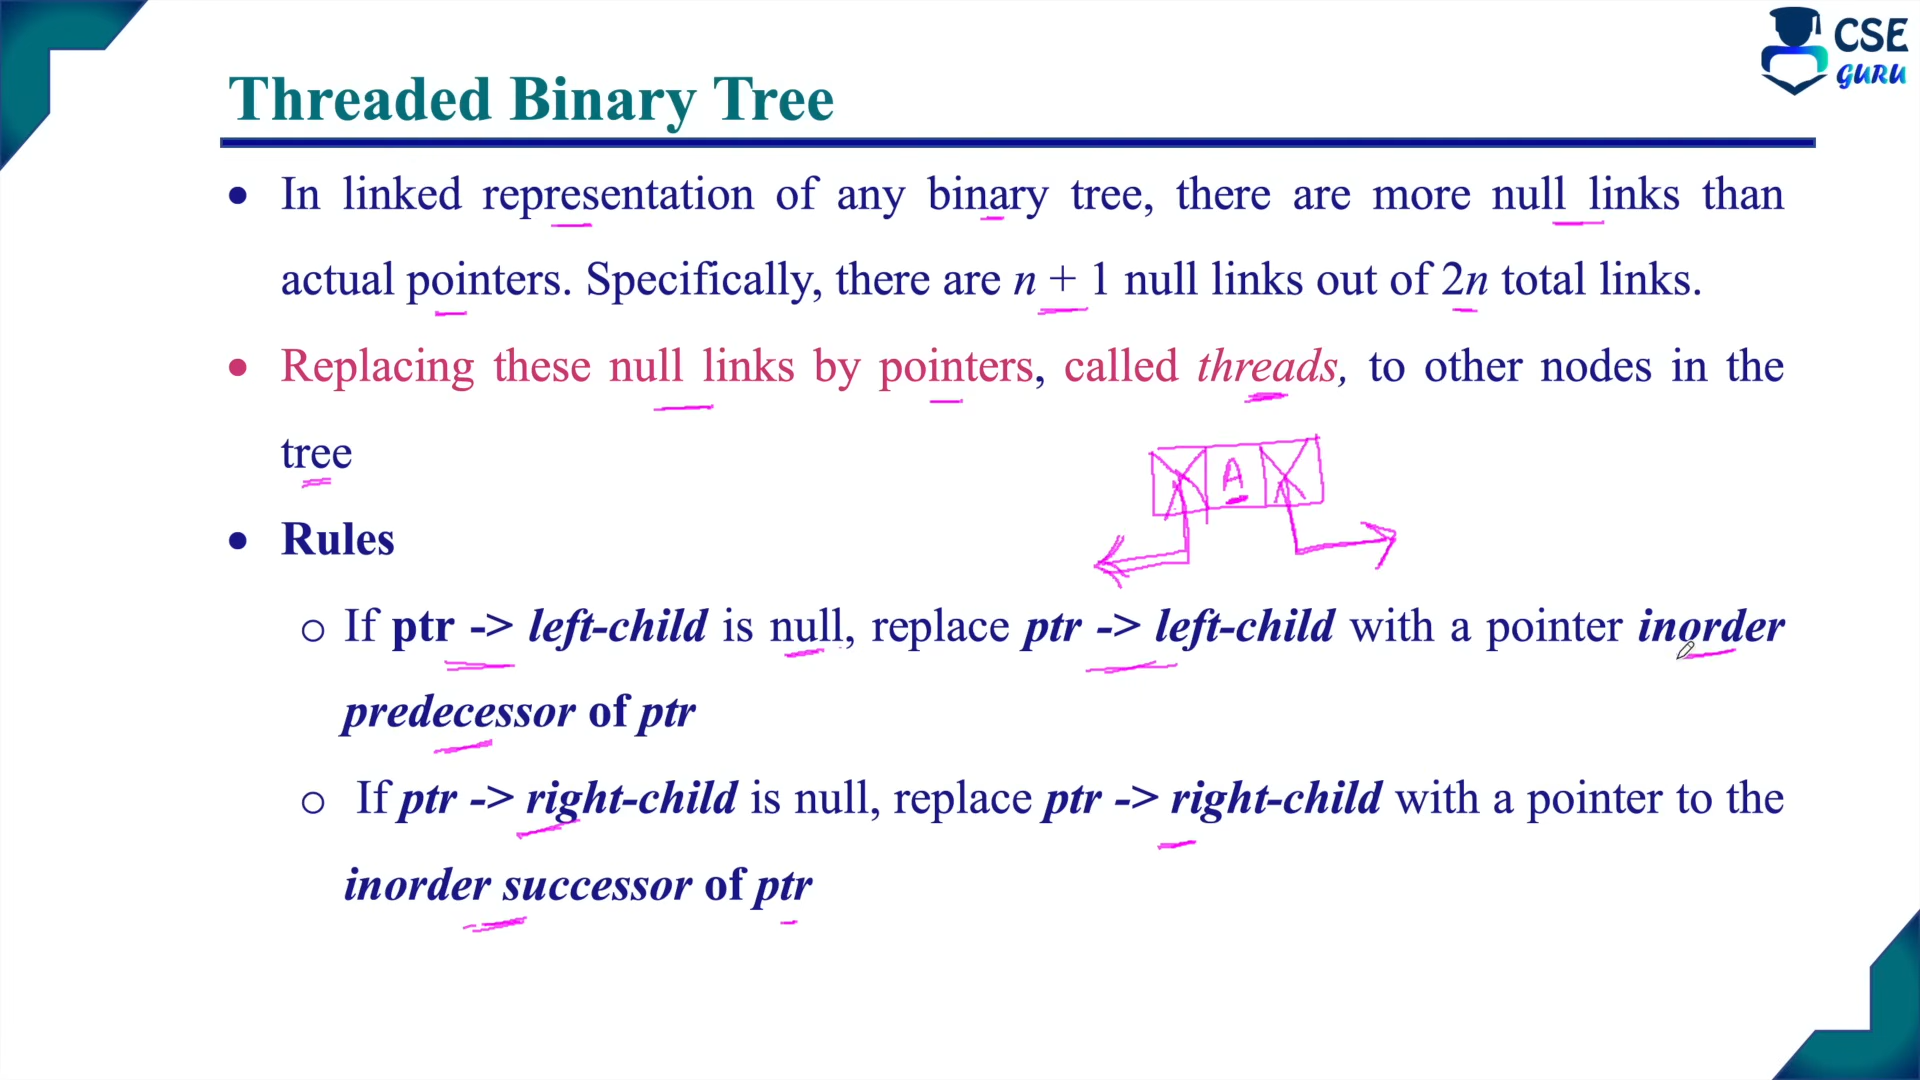 CSE
GURU
Threaded Binary Tree
• In linked representation of any binary tree, there are more null links than
actual pointers. Specifically, there are n + 1 null links out of 2n total links.
• Replacing these null links by pointers, called threads, to other nodes in the
tree
A
• Rules
o If ptr -> left-child is null, replace ptr -> left-child with a pointer inorder
predecessor of ptr
o If ptr -> right-child is null, replace ptr -> right-child with a pointer to the
inorder successor of ptr